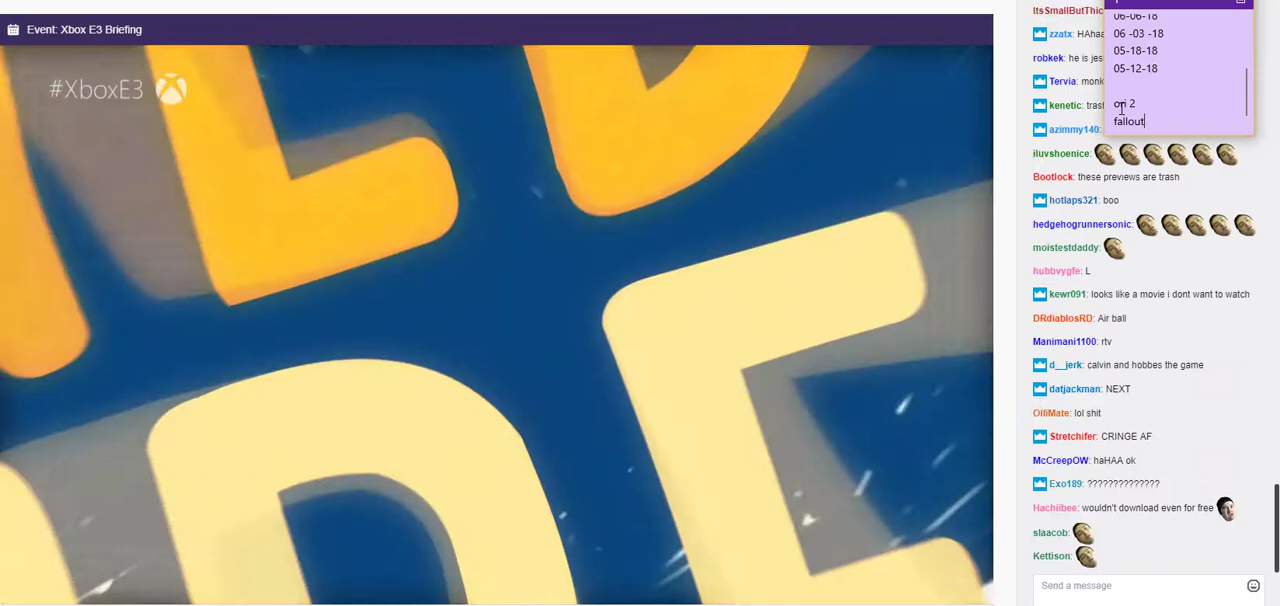 Event: Xbox E3 Briefing
#XboxE3
06-06-18
06 -03 -18
05-18-18
05-12-18
ori 2
fallout
ItsSmallButThic
zzatx: HAhaa
robkek: he is jes
Tervia: monk
kenetic: trast
azimmy140:
iluvshoenice:
Bootlock: these previews are trash
hotlaps321: boo
hedgehogrunnersonic:
moistestdaddy:
hubbvygfe: L
kewr091: looks like a movie i dont want to watch
DRdiablosRD: Air ball
Manimani1100: rtv
d__jerk: calvin and hobbes the game
datjackman: NEXT
OiliMate: lol shit
Stretchifer: CRINGE AF
McCreepOW: haHAA ok
Exo189: ??????????????
Hachiibee: wouldn't download even for free
slaacob:
Kettison:
Send a message